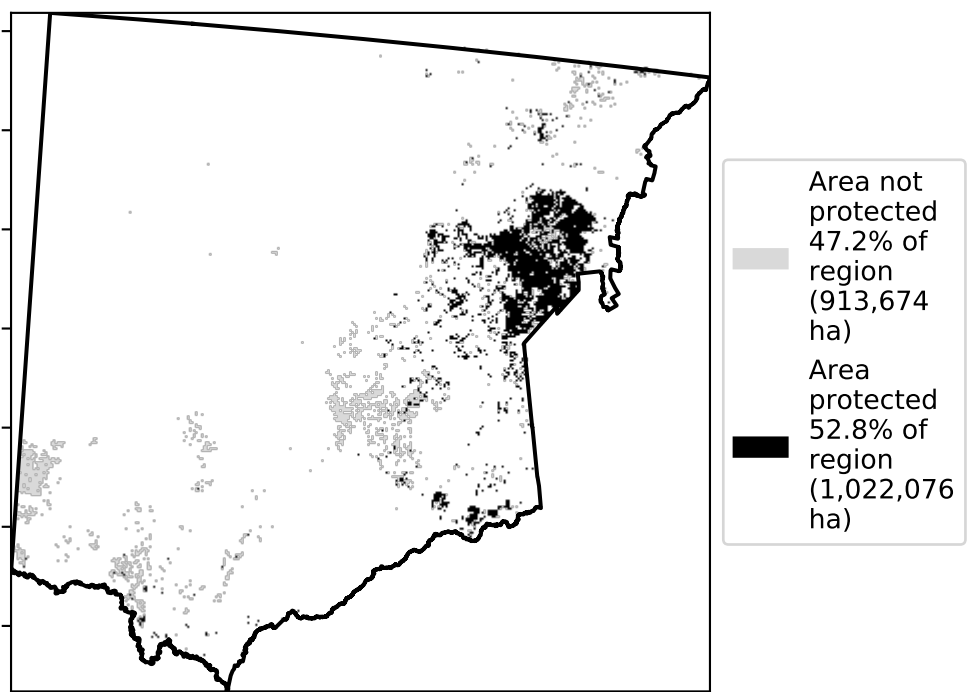 Area not
protected
47.2% of
region
(913,674
ha)
Area
protected
52.8% of
region
(1,022,076
ha)